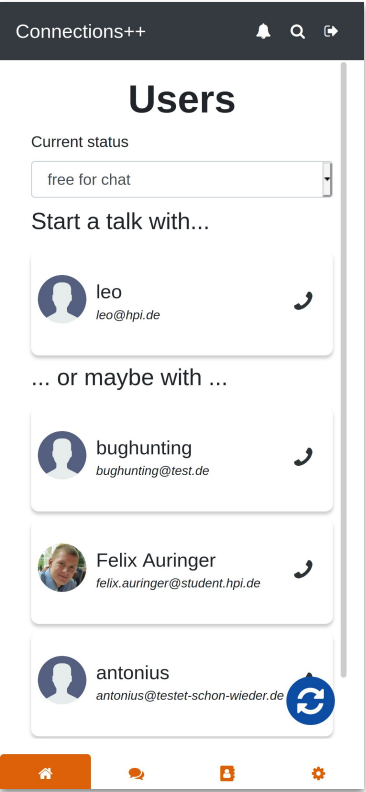 Connections++
Users
Current status
free for chat
Start a talk with...
leo
leo@hpi.de
... or maybe with ...
bughunting
bughunting@test.de
Felix Auringer
felix.auringer@student.hpi.de
antonius
antonius@testet-schon-wieder.de